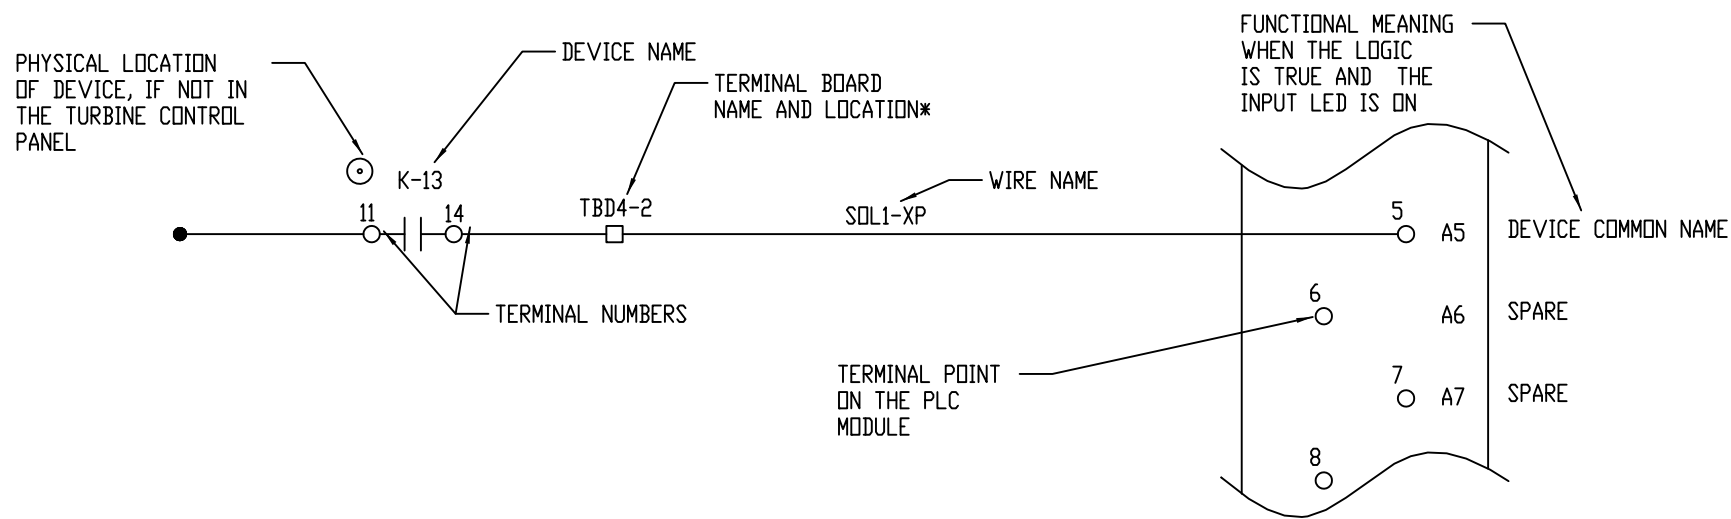 FUNCTIONAL MEANING
WHEN THE LOGIC
IS TRUE AND  THE
INPUT LED IS ON
DEVICE NAME
PHYSICAL LOCATION
OF DEVICE, IF NOT IN
THE TURBINE CONTROL
PANEL
TERMINAL BOARD
NAME AND LOCATION*
K-13
WIRE NAME
11
14
TBD4-2
SOL1-XP
5
A5
DEVICE COMMON NAME
TERMINAL NUMBERS
6
A6
SPARE
TERMINAL POINT
ON THE PLC
MODULE
7
A7
SPARE
8